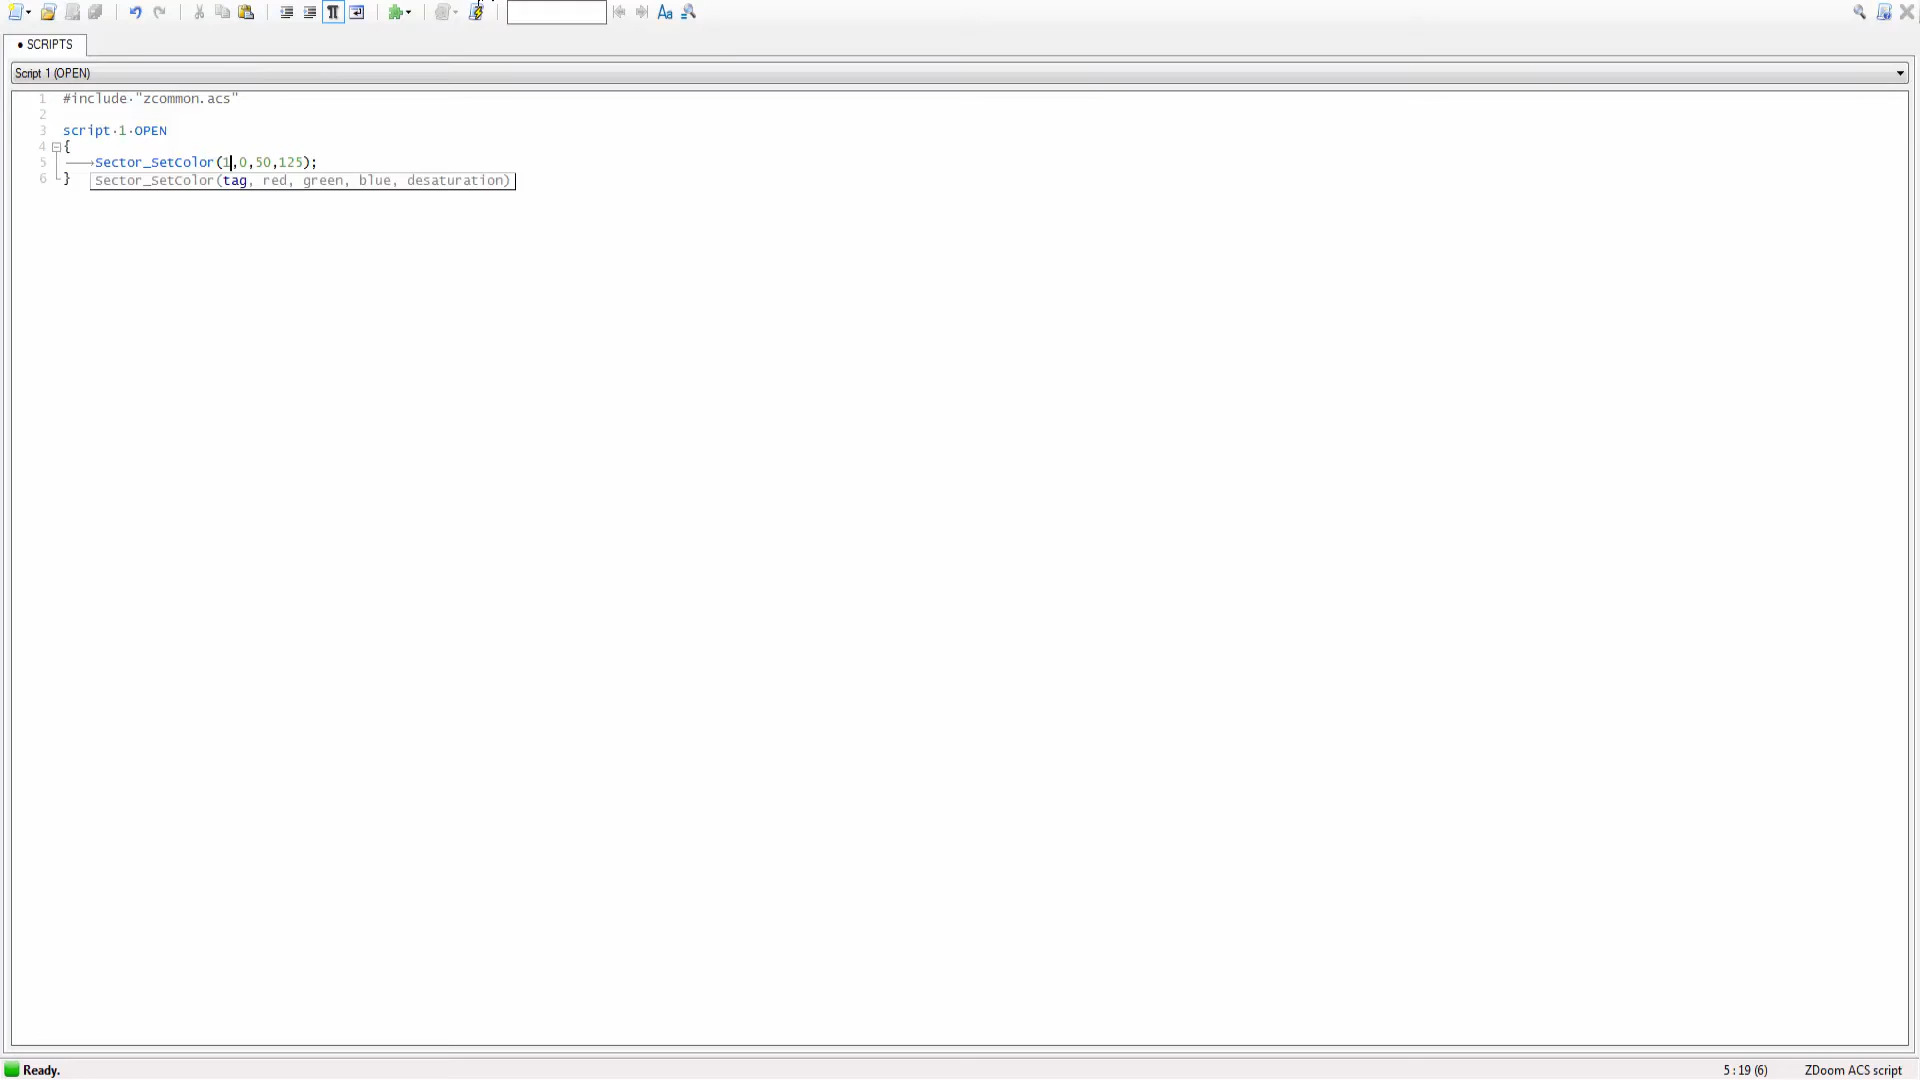 SCRIPTS
Script 1 (OPEN)
1 #include "zcommon.acs"
2
3 script 1 OPEN
4 {
5 Sector_SetColor(1,0,50,125);
6 }
Sector_SetColor(tag, red, green, blue, desaturation)
Ready.
5 : 19 (6)
ZDoom ACS script